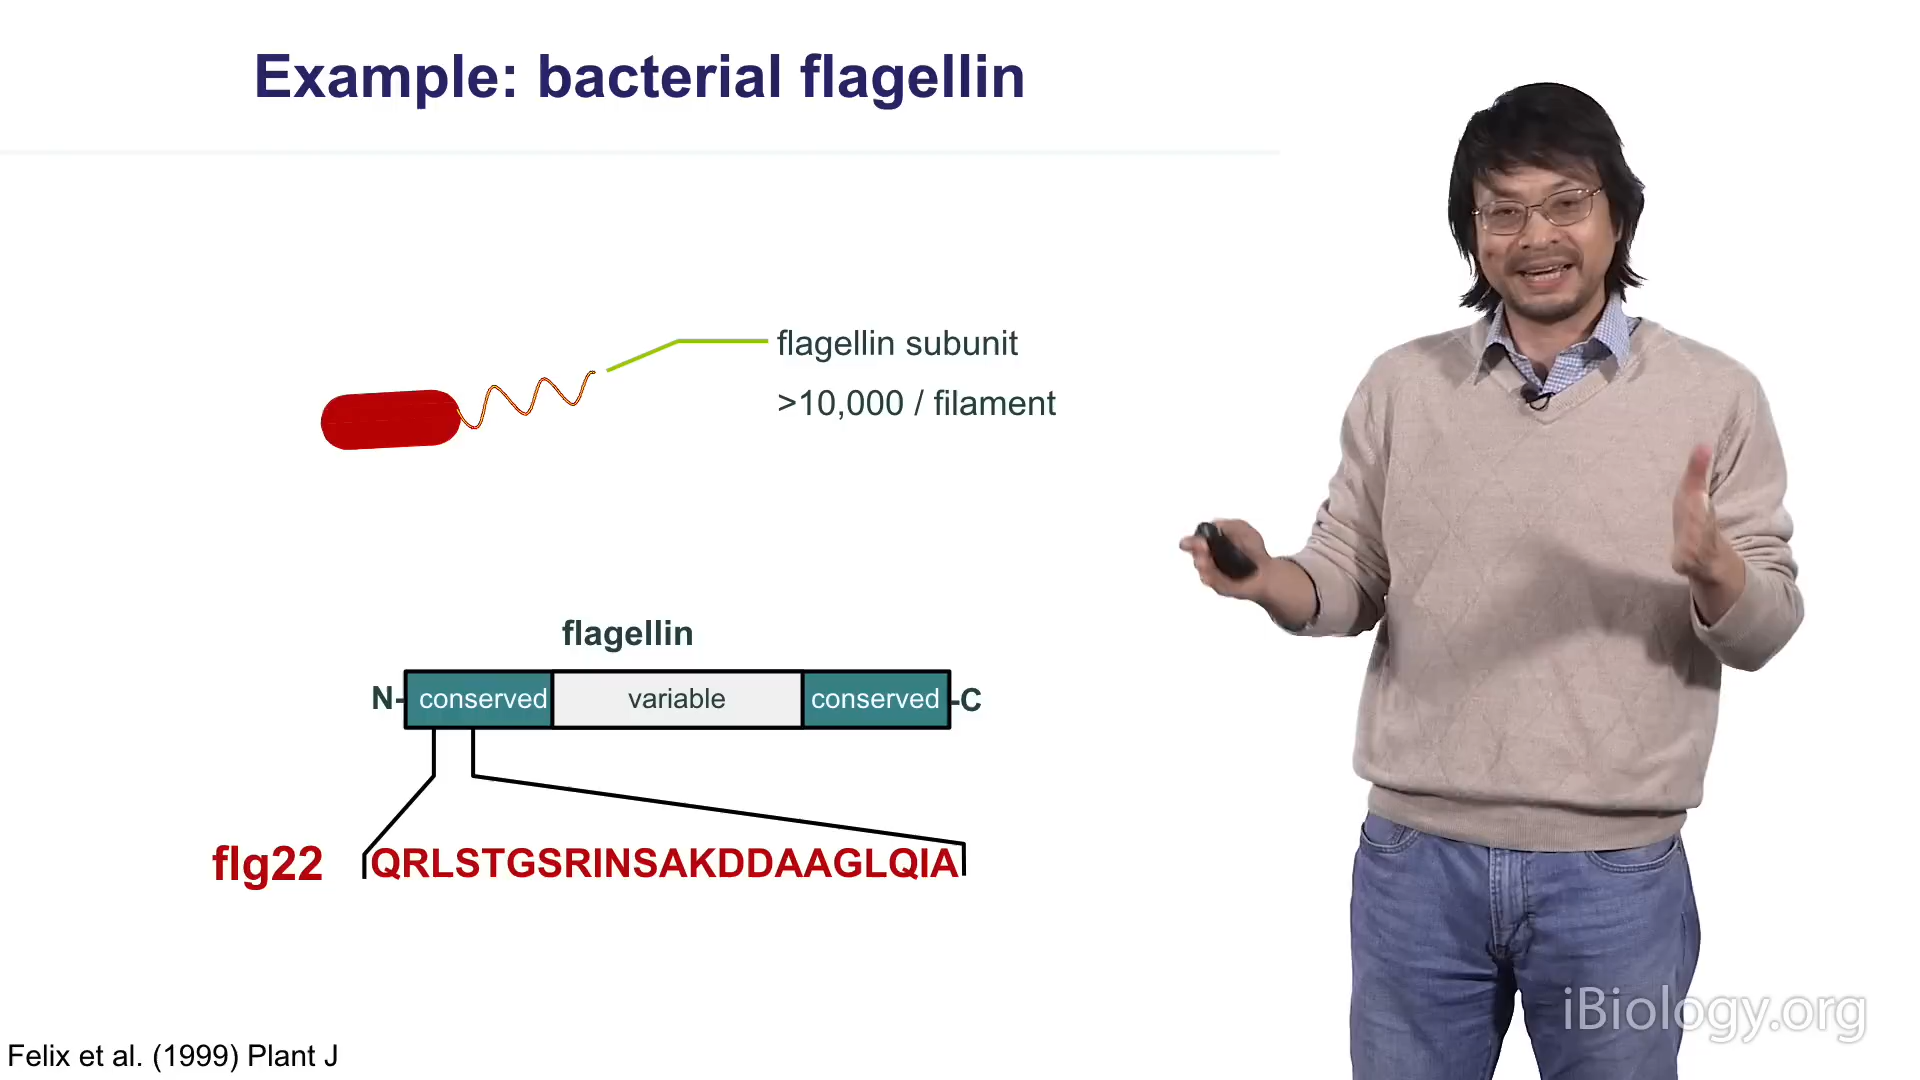 Example: bacterial flagellin
flagellin subunit
>10,000 / filament
flagellin
N- conserved variable conserved -C
flg22 QRLSTGSRINSAKDDAAGLQIA
iBiology.org
Felix et al. (1999) Plant J